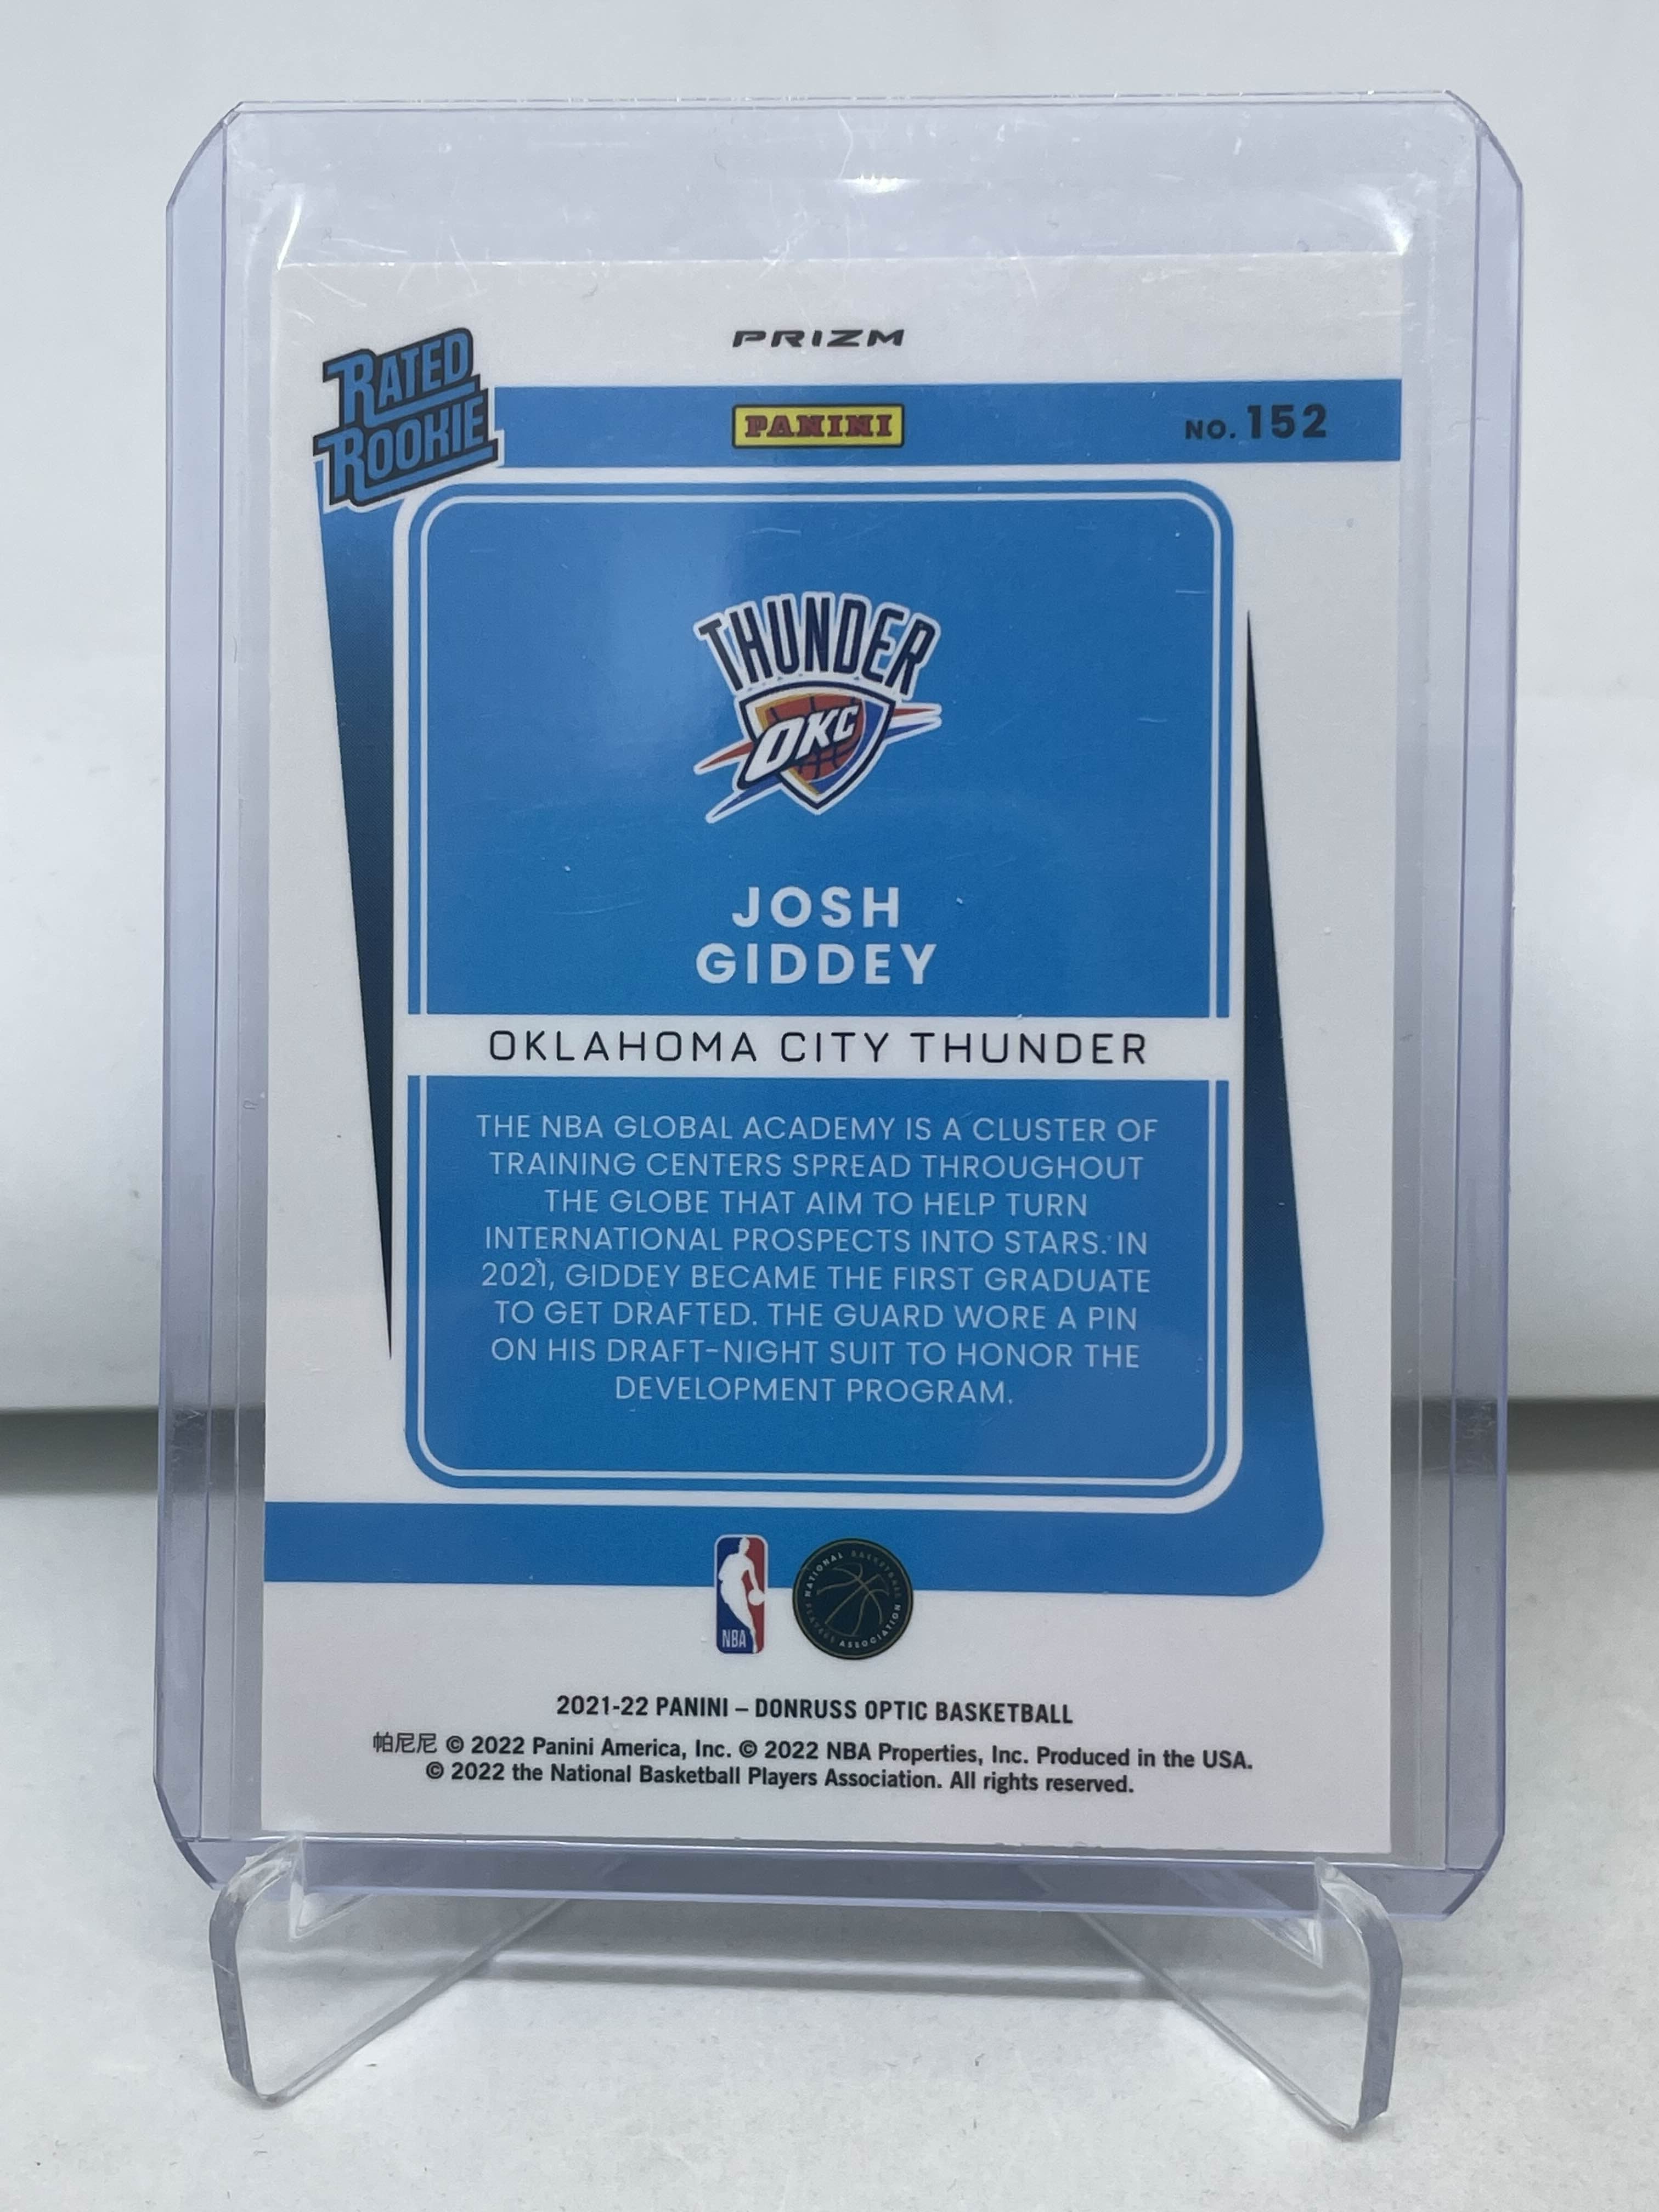 PRIZM
RATED
ROOKIE
PANINI
NO. 152
THUNDER
OKC
JOSH
GIDDEY
OKLAHOMA CITY THUNDER
THE NBA GLOBAL ACADEMY IS A CLUSTER OF
TRAINING CENTERS SPREAD THROUGHOUT
THE GLOBE THAT AIM TO HELP TURN
INTERNATIONAL PROSPECTS INTO STARS. IN
2021, GIDDEY BECAME THE FIRST GRADUATE
TO GET DRAFTED. THE GUARD WORE A PIN
ON HIS DRAFT-NIGHT SUIT TO HONOR THE
DEVELOPMENT PROGRAM.
NBA
NATIONAL BASKETBALL
PLAYERS ASSOCIATION
2021-22 PANINI – DONRUSS OPTIC BASKETBALL
帕尼尼 © 2022 Panini America, Inc. © 2022 NBA Properties, Inc. Produced in the USA.
© 2022 the National Basketball Players Association. All rights reserved.